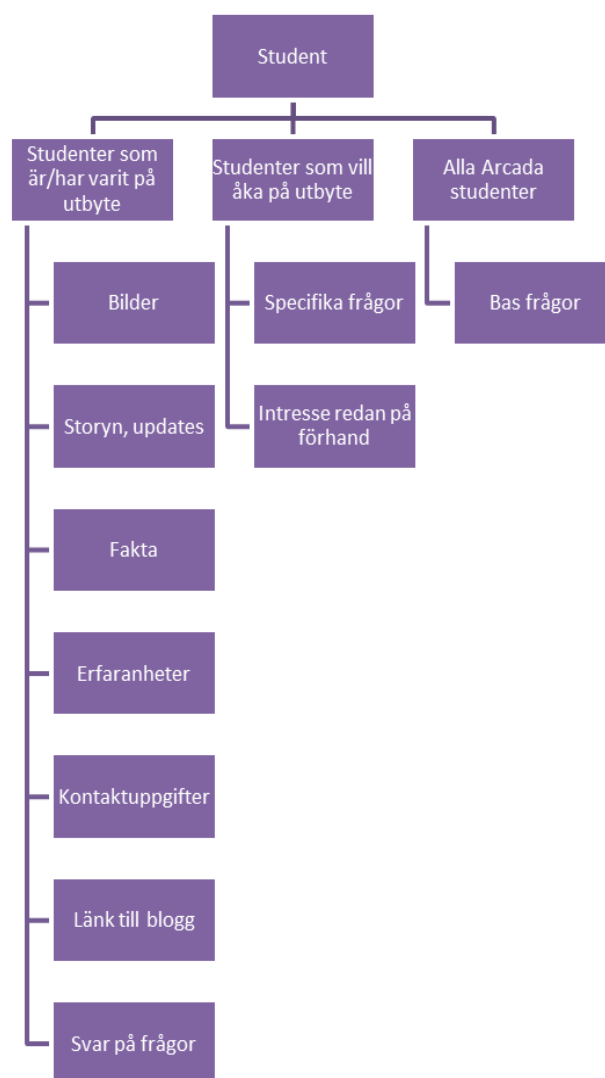 Student
Studenter som
är/har varit på
utbyte
Studenter som vill
åka på utbyte
Alla Arcada
studenter
Bilder
Storyn, updates
Fakta
Erfaranheter
Kontaktuppgifter
Länk till blogg
Svar på frågor
Specifika frågor
Intresse redan på
förhand
Bas frågor